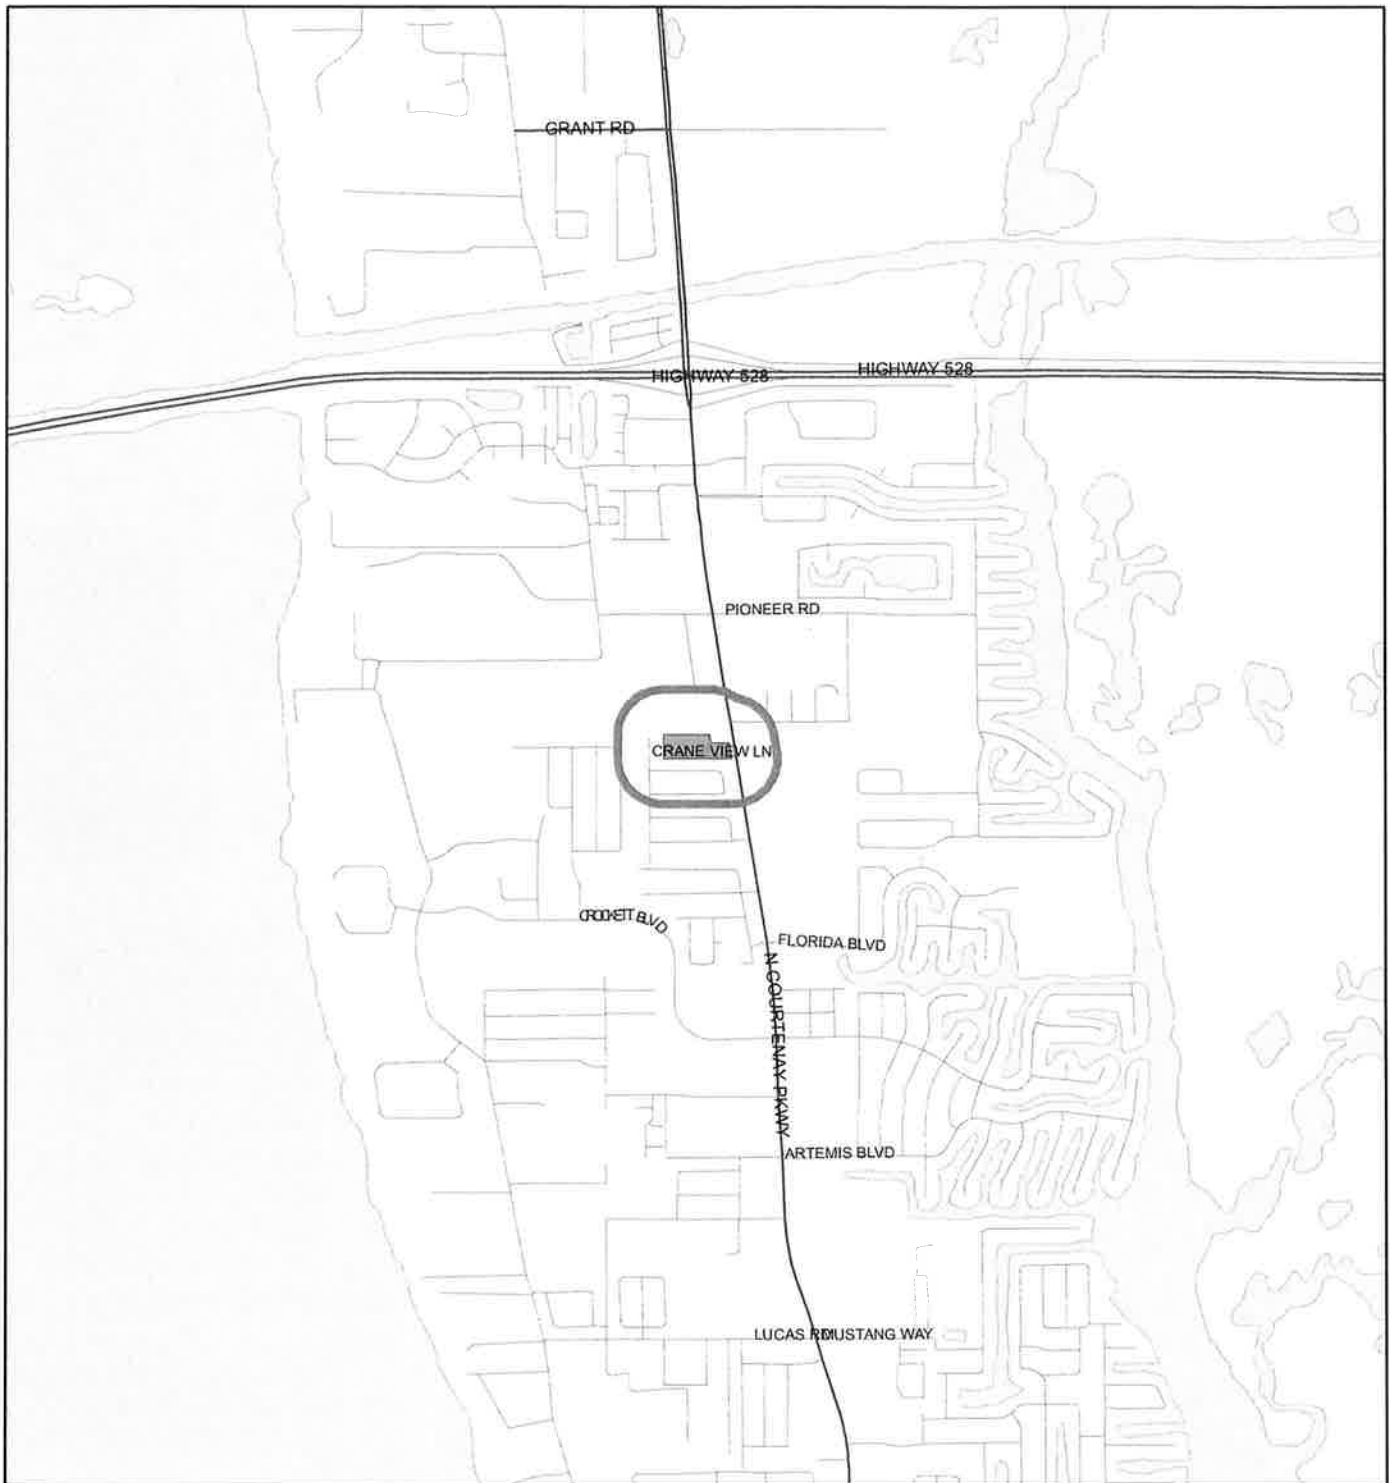 GRANT RD
HIGHWAY 528
HIGHWAY 528
PIONEER RD
CRANE VIEW LN
CROCKETT BLVD
FLORIDA BLVD
N COURTENAY PKWY
ARTEMIS BLVD
LUCAS RD
MUSTANG WAY